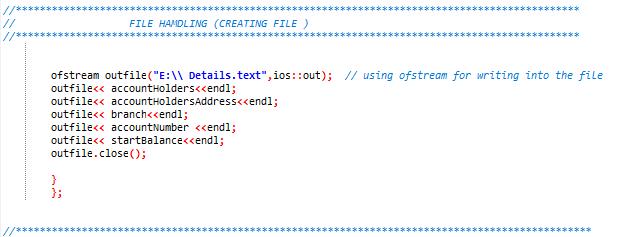 //**********************************************************************************************
//                   FILE HAMDLING (CREATING FILE )
//**********************************************************************************************
ofstream outfile("E:\\ Details.text",ios::out);  // using ofstream for writing into the file
outfile<< accountHolders<<endl;
outfile<< accountHordersAddress<<endl;
outfile<< branch<<endl;
outfile<< accountNumber <<endl;
outfile<< startBalance<<endl;
outfile.close();
}
};
//************************************************************************************************